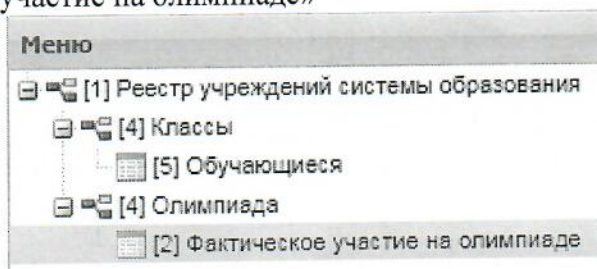 участие на олимпиаде»
Меню
[1] Реестр учреждений системы образования
[4] Классы
[5] Обучающиеся
[4] Олимпиада
[2] Фактическое участие на олимпиаде